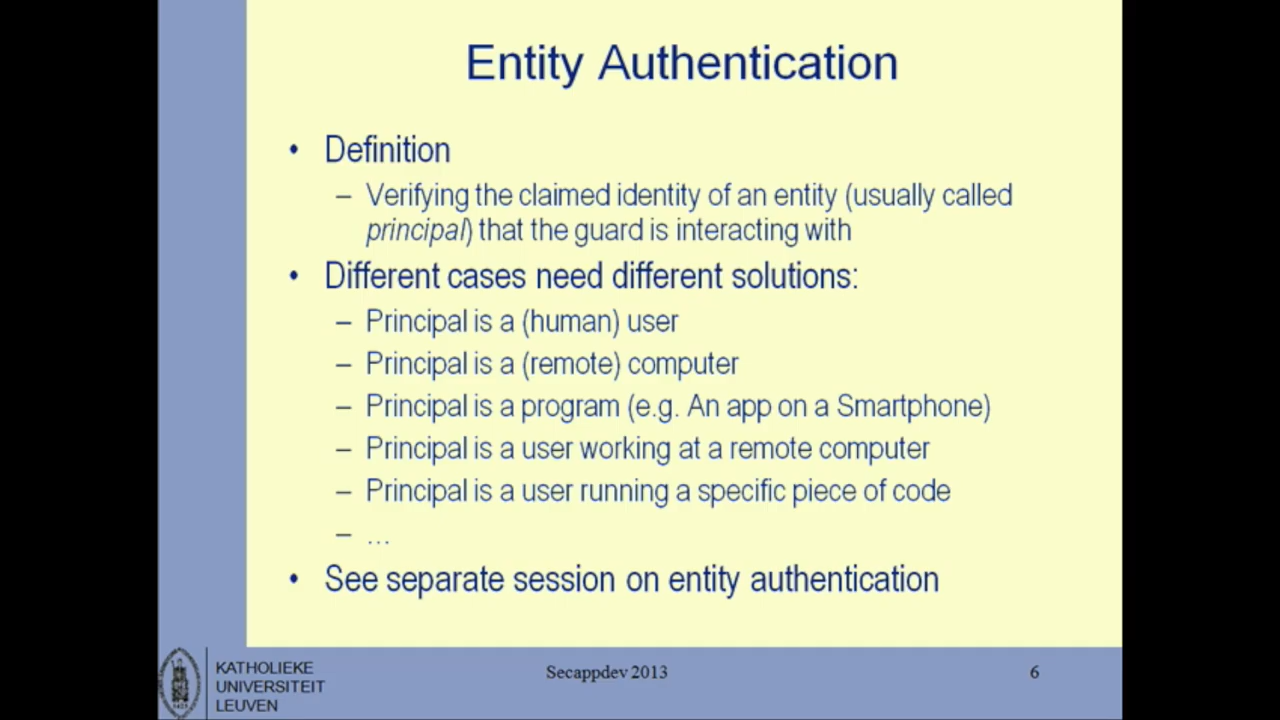 Entity Authentication
• Definition
– Verifying the claimed identity of an entity (usually called
principal) that the guard is interacting with
• Different cases need different solutions:
– Principal is a (human) user
– Principal is a (remote) computer
– Principal is a program (e.g. An app on a Smartphone)
– Principal is a user working at a remote computer
– Principal is a user running a specific piece of code
– …
• See separate session on entity authentication
KATHOLIEKE
UNIVERSITEIT
LEUVEN
Secappdev 2013
6